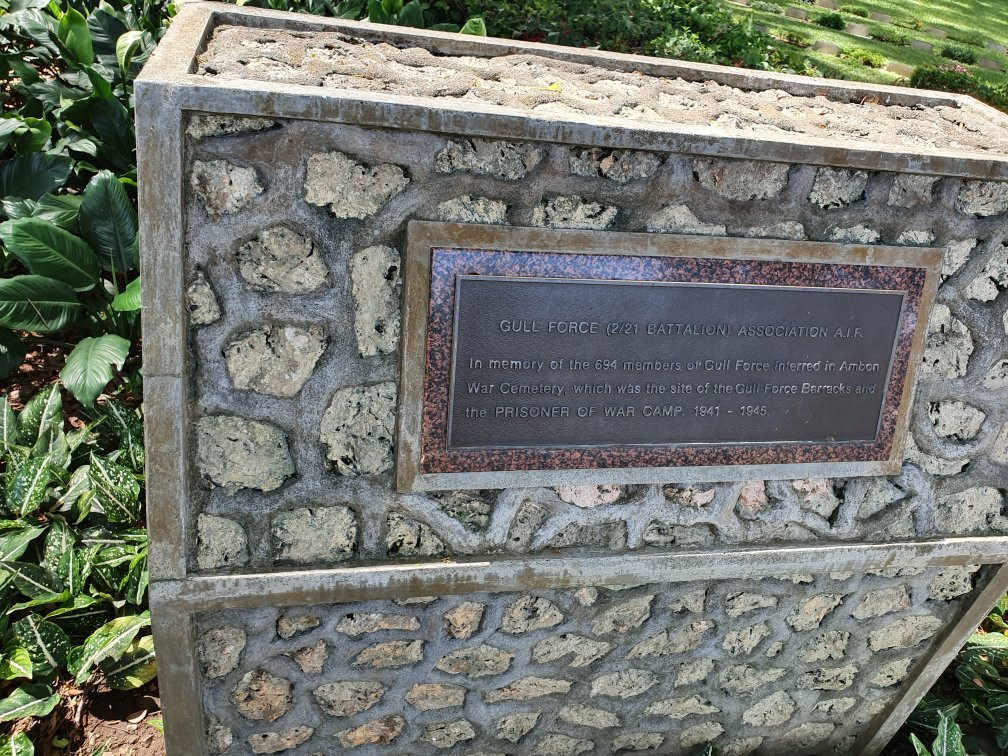 GULL FORCE (2/21 BATTALION) ASSOCIATION A.I.F.
In memory of the 694 members of Gull Force interred in Ambon
War Cemetery, which was the site of the Gull Force Barracks and
the PRISONER OF WAR CAMP. 1941 - 1945.